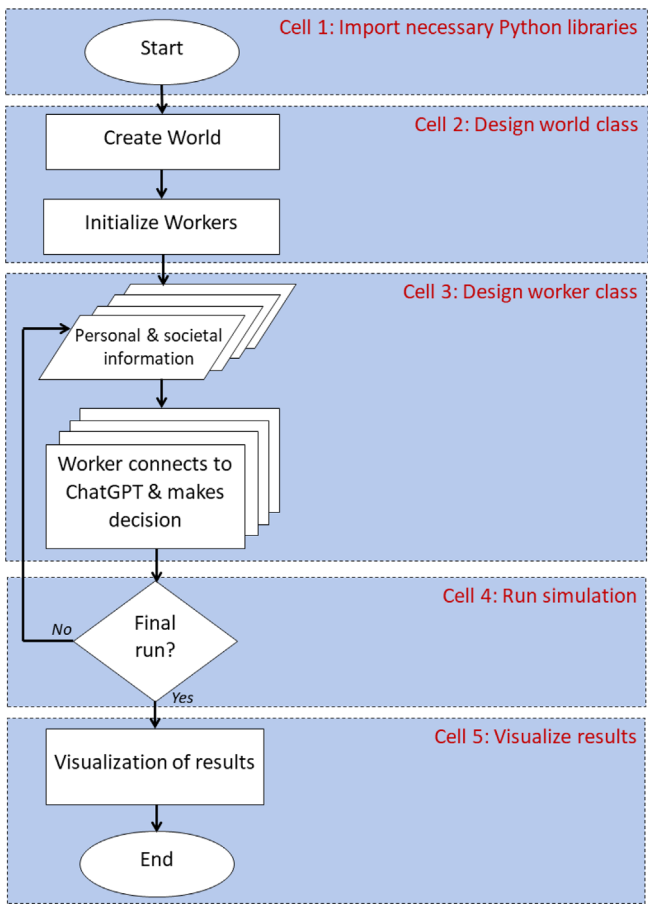 Cell 1: Import necessary Python libraries
Start
Cell 2: Design world class
Create World
Initialize Workers
Cell 3: Design worker class
Personal & societal
information
Worker connects to
ChatGPT & makes
decision
Cell 4: Run simulation
Final
run?
No
Yes
Cell 5: Visualize results
Visualization of results
End